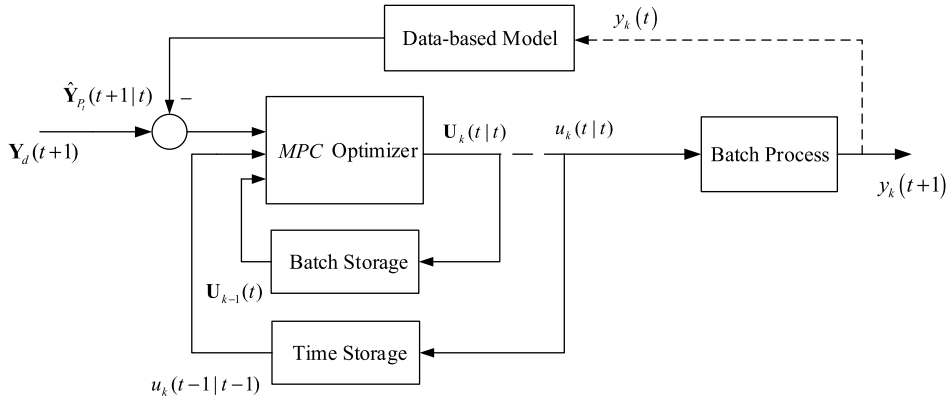 y_k(t)
Data-based Model
Ŷ_{P_t}(t+1|t)
−
Y_d(t+1)
MPC Optimizer
U_k(t|t)
u_k(t|t)
Batch Process
y_k(t+1)
Batch Storage
U_{k−1}(t)
Time Storage
u_k(t−1|t−1)